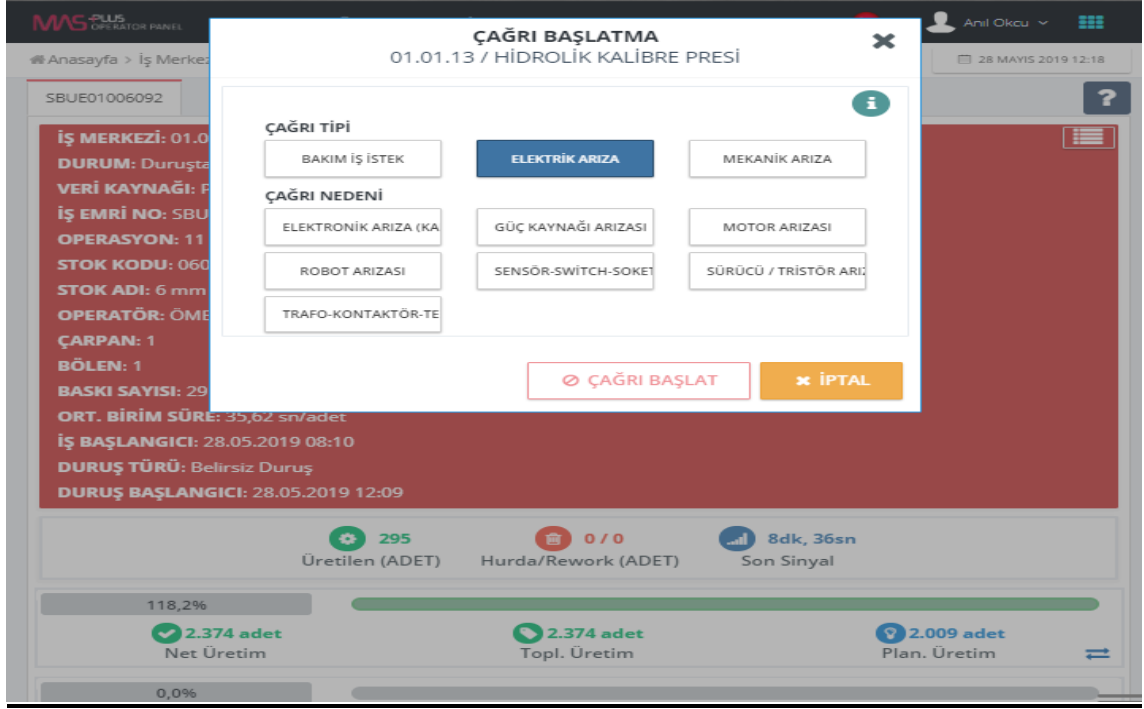 MAS PLUS
OPERATOR PANEL
Anıl Okcu
Anasayfa > İş Merkez
28 MAYIS 2019 12:18
ÇAĞRI BAŞLATMA
01.01.13 / HİDROLİK KALİBRE PRESİ
SBUE01006092
?
ÇAĞRI TİPİ
BAKIM İŞ İSTEK
ELEKTRİK ARIZA
MEKANİK ARIZA
ÇAĞRI NEDENİ
ELEKTRONİK ARIZA (KA
GÜÇ KAYNAĞI ARIZASI
MOTOR ARIZASI
ROBOT ARIZASI
SENSÖR-SWİTCH-SOKET
SÜRÜCÜ / TRİSTÖR ARIZ
TRAFO-KONTAKTÖR-TE
ÇAĞRI BAŞLAT
İPTAL
İŞ MERKEZİ: 01.0
DURUM: Duruşta
VERİ KAYNAĞI: P
İŞ EMRİ NO: SBU
OPERASYON: 11
STOK KODU: 060
STOK ADI: 6 mm
OPERATÖR: ÖME
ÇARPAN: 1
BÖLEN: 1
BASKI SAYISI: 29
ORT. BİRİM SÜRE: 35,62 sn/adet
İŞ BAŞLANGICI: 28.05.2019 08:10
DURUŞ TÜRÜ: Belirsiz Duruş
DURUŞ BAŞLANGICI: 28.05.2019 12:09
295
Üretilen (ADET)
0 / 0
Hurda/Rework (ADET)
8dk, 36sn
Son Sinyal
118,2%
2.374 adet
Net Üretim
2.374 adet
Topl. Üretim
2.009 adet
Plan. Üretim
0,0%